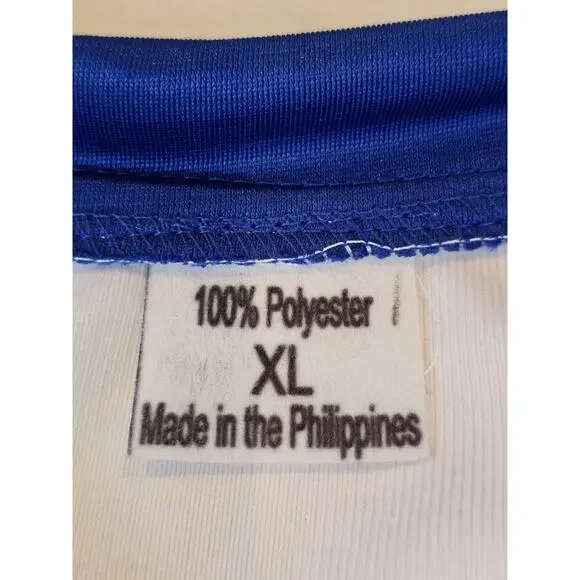 100% Polyester
XL
Made in the Philippines